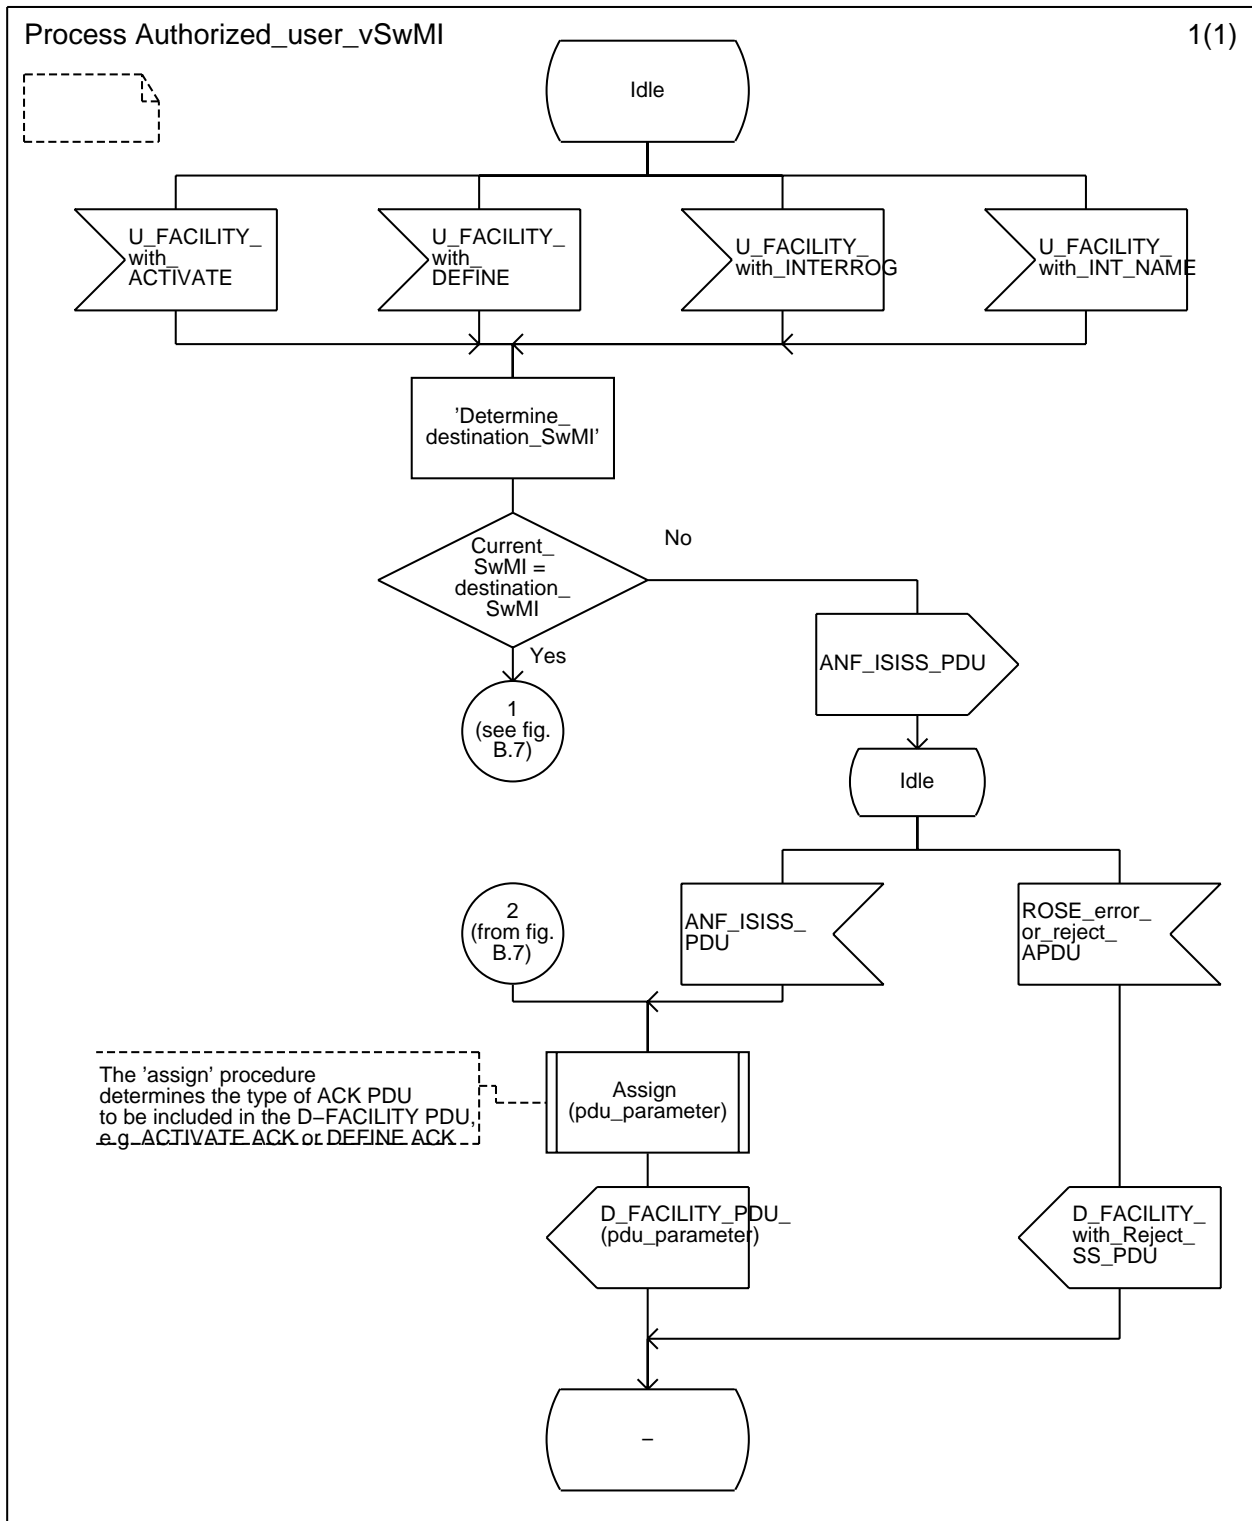 Process Authorized_user_vSwMI
1(1)
Idle
U_FACILITY_
with_
ACTIVATE
U_FACILITY_
with_
DEFINE
U_FACILITY_
with_INTERROG
U_FACILITY_
with_INT_NAME
’Determine_
destination_SwMI’
Current_
SwMI =
destination_
SwMI
No
Yes
ANF_ISISS_PDU
1
(see fig.
B.7)
Idle
2
(from fig.
B.7)
ANF_ISISS_
PDU
ROSE_error_
or_reject_
APDU
The ’assign’ procedure
determines the type of ACK PDU
to be included in the D−FACILITY PDU,
e.g. ACTIVATE ACK or DEFINE ACK
Assign
(pdu_parameter)
D_FACILITY_PDU_
(pdu_parameter)
D_FACILITY_
with_Reject_
SS_PDU
−